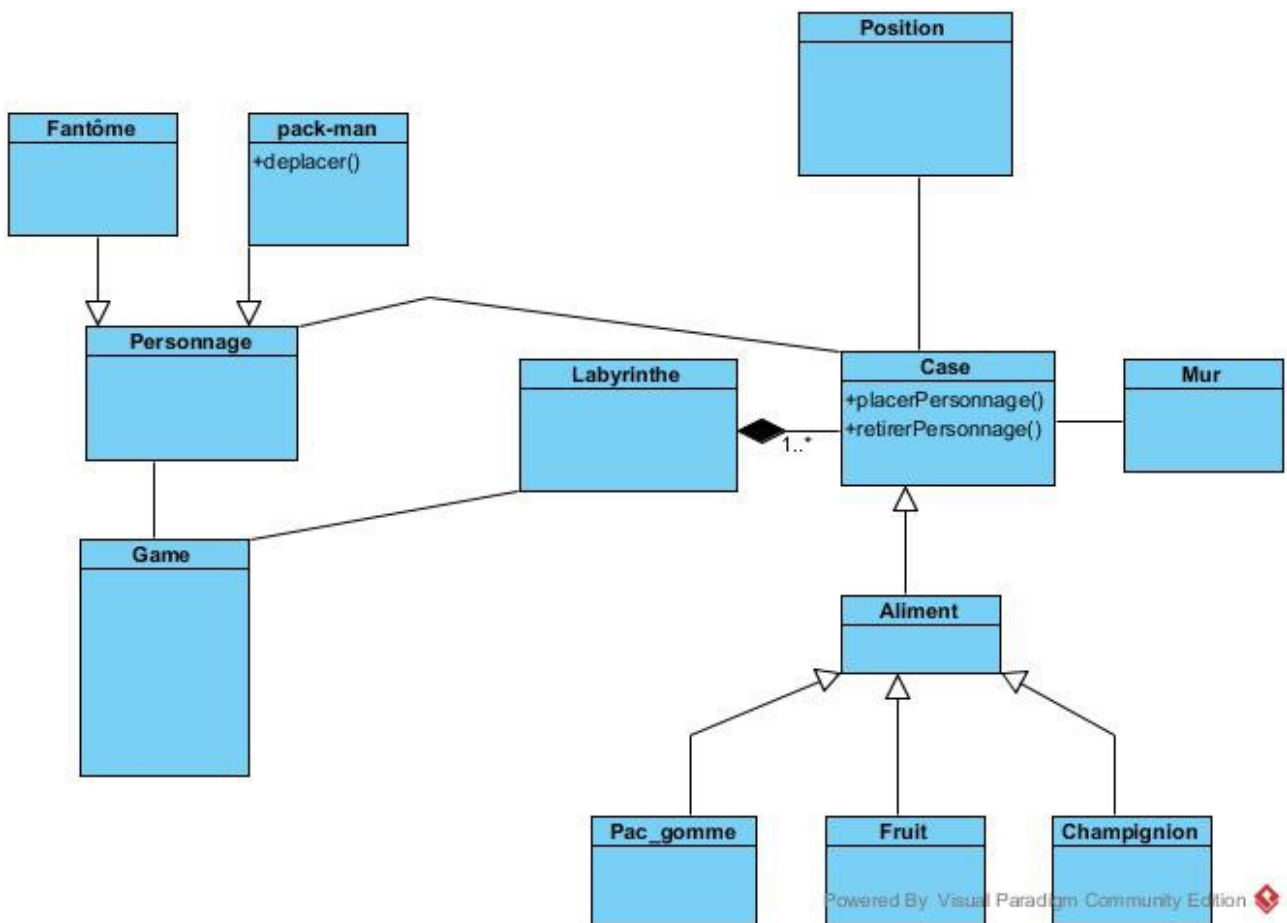 Position
Fantôme
pack-man
+deplacer()
Personnage
Labyrinthe
Case
+placerPersonnage()
+retirerPersonnage()
Mur
1..*
Game
Aliment
Pac_gomme
Fruit
Champignion
Powered By Visual Paradigm Community Edition